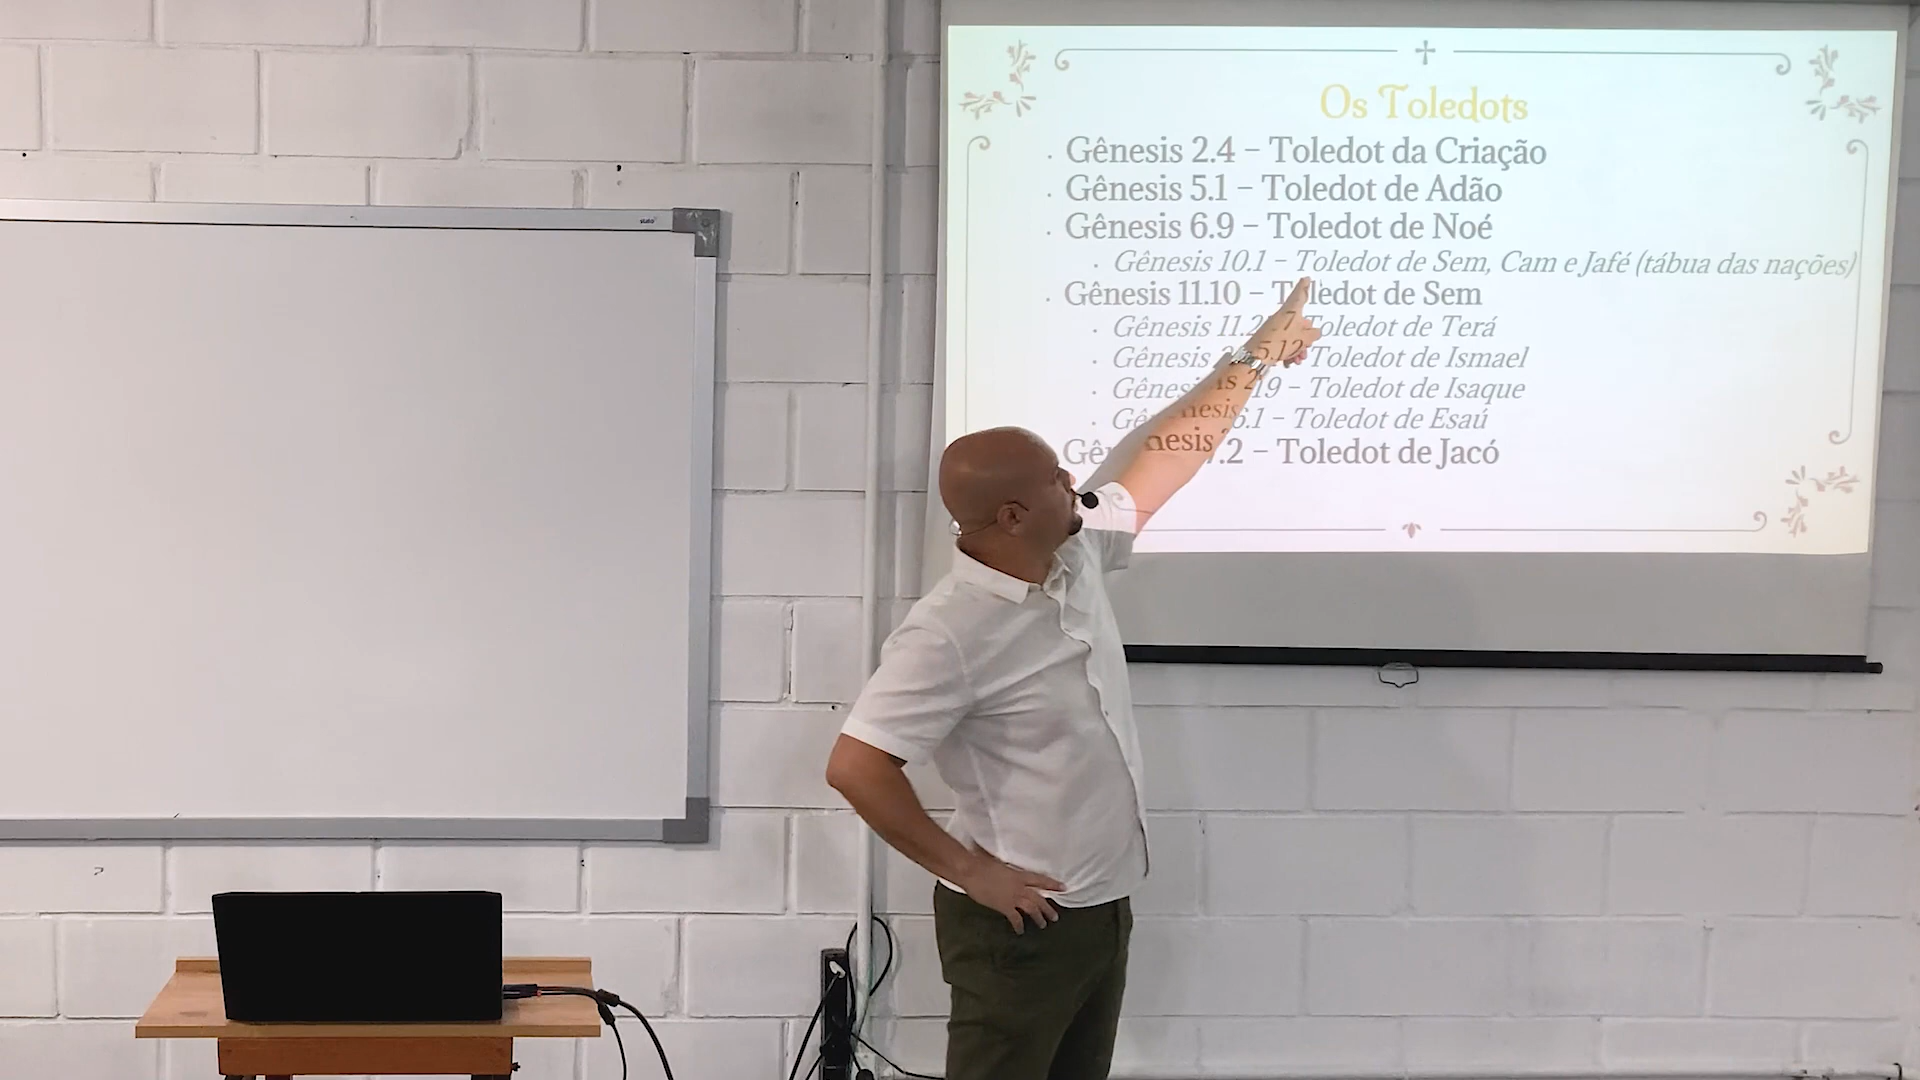 Os Toledots
Gênesis 2.4 – Toledot da Criação
Gênesis 5.1 – Toledot de Adão
Gênesis 6.9 – Toledot de Noé
Gênesis 10.1 – Toledot de Sem, Cam e Jafé (tábua das nações)
Gênesis 11.10 – Toledot de Sem
Gênesis Toledot de Terá
Gênesis Toledot de Ismael
– Toledot de Isaque
– Toledot de Esaú
– Toledot de Jacó